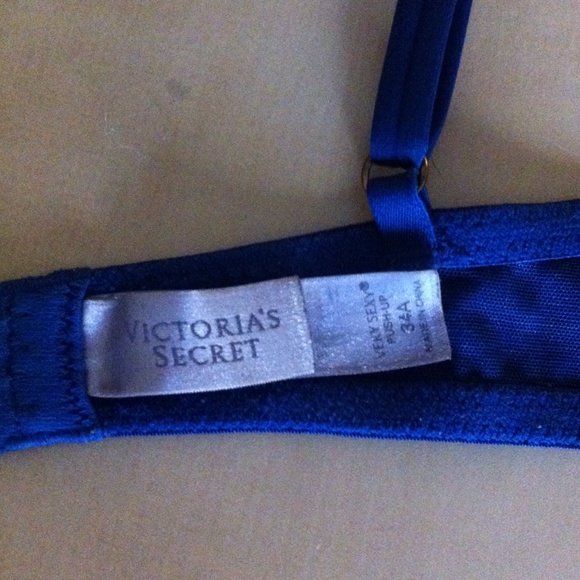 VICTORIA'S
SECRET
VERY SEXY®
PUSH-UP
34A
MADE IN CHINA